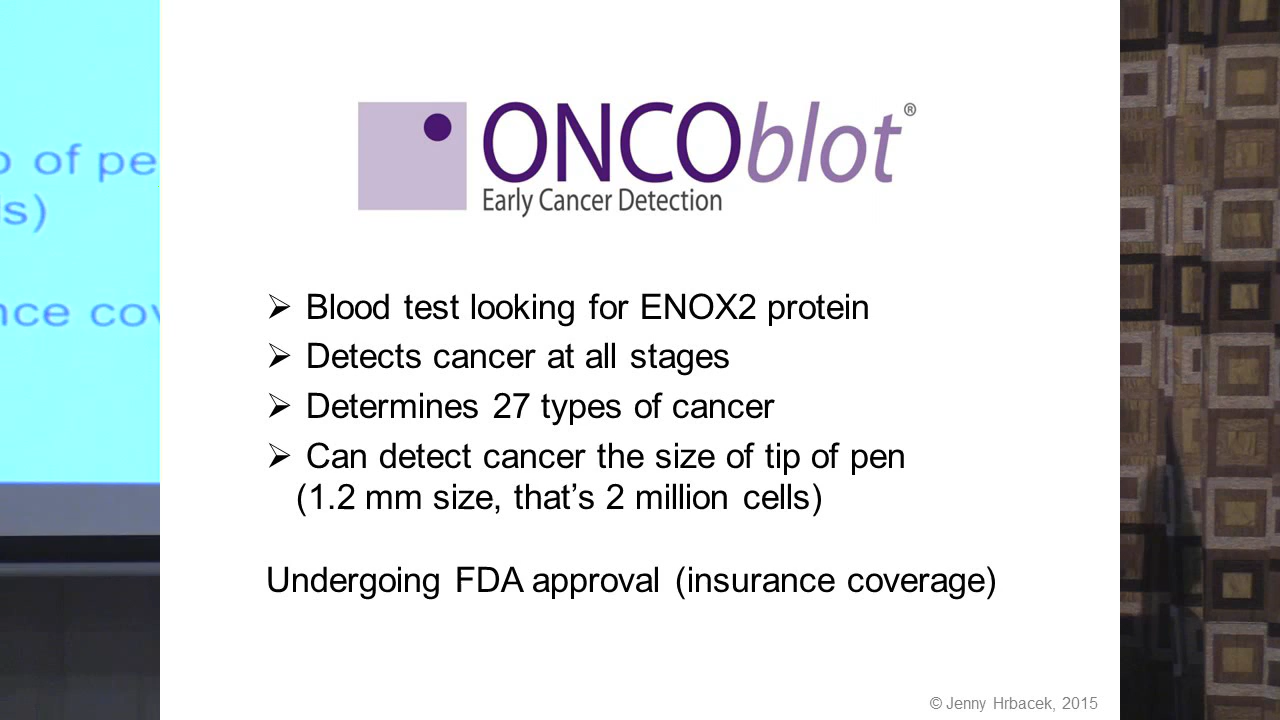 ONCOblot®
Early Cancer Detection
➢ Blood test looking for ENOX2 protein
➢ Detects cancer at all stages
➢ Determines 27 types of cancer
➢ Can detect cancer the size of tip of pen
(1.2 mm size, that’s 2 million cells)
Undergoing FDA approval (insurance coverage)
© Jenny Hrbacek, 2015
of pe
ls)
nce cov